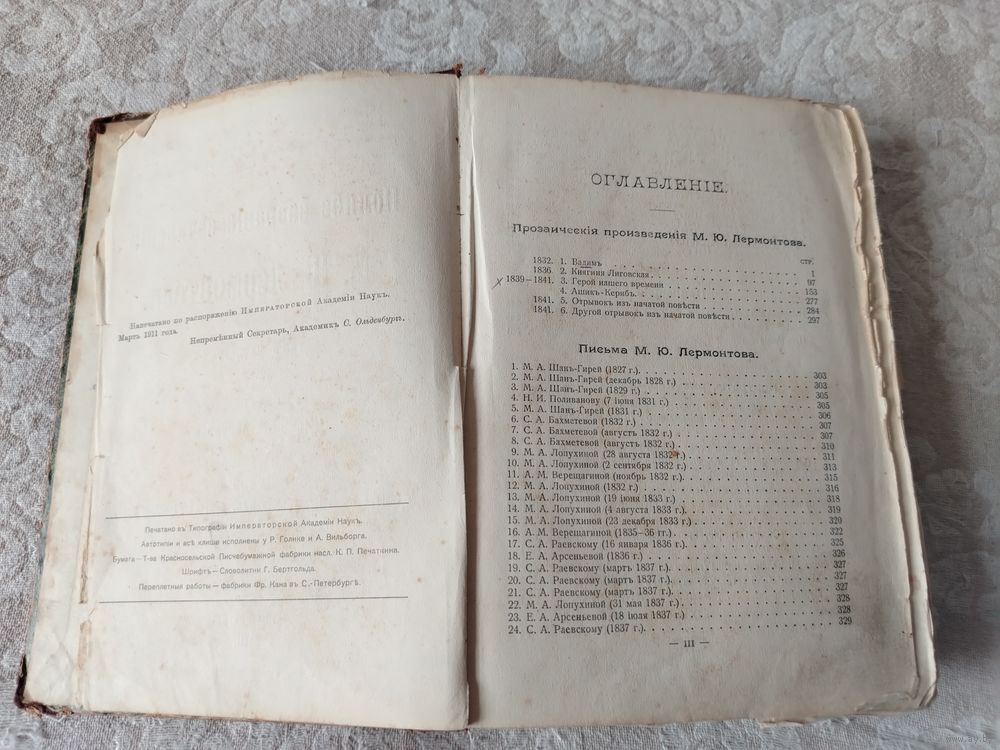 Напечатано по распоряженію Императорской Академіи Наукъ.
Мартъ 1911 года.
Непремѣнный Секретарь, Академикъ С. Ольденбургъ.
Печатано въ Типографіи Императорской Академіи Наукъ.
Автотипіи и всѣ клише исполнены у Р. Голике и А. Вильборга.
Бумага — Т-ва Красносельской Писчебумажной фабрики насл. К. П. Печаткина.
Шрифтъ — Словолитни Г. Бертгольда.
Переплетныя работы — фабрики Фр. Кана въ С.-Петербургѣ.
ОГЛАВЛЕНІЕ.
Прозаическія произведенія М. Ю. Лермонтова.
СТР.
1832. 1. Вадимъ 1
1836. 2. Княгиня Лиговская 97
1839—1841. 3. Герой нашего времени 153
4. Ашикъ-Керибъ 277
1841. 5. Отрывокъ изъ начатой повѣсти 284
1841. 6. Другой отрывокъ изъ начатой повѣсти 297
Письма М. Ю. Лермонтова.
1. М. А. Шанъ-Гирей (1827 г.) 303
2. М. А. Шанъ-Гирей (декабрь 1828 г.) 303
3. М. А. Шанъ-Гирей (1829 г.) 305
4. Н. И. Поливанову (7 іюня 1831 г.) 305
5. М. А. Шанъ-Гирей (1831 г.) 306
6. С. А. Бахметевой (1832 г.) 307
7. С. А. Бахметевой (августъ 1832 г.) 307
8. С. А. Бахметевой (августъ 1832 г.) 310
9. М. А. Лопухиной (28 августа 1832 г.) 311
10. М. А. Лопухиной (2 сентября 1832 г.) 313
11. А. М. Верещагиной (ноябрь 1832 г.) 315
12. М. А. Лопухиной (1832 г.) 316
13. М. А. Лопухиной (19 іюня 1833 г.) 318
14. М. А. Лопухиной (4 августа 1833 г.) 319
15. М. А. Лопухиной (23 декабря 1833 г.) 320
16. А. М. Верещагиной (1835—36 гг.) 322
17. С. А. Раевскому (16 января 1836 г.) 325
18. Е. А. Арсеньевой (1836 г.) 326
19. С. А. Раевскому (мартъ 1837 г.) 327
20. С. А. Раевскому (мартъ 1837 г.) 327
21. С. А. Раевскому (мартъ 1837 г.) 327
22. М. А. Лопухиной (31 мая 1837 г.) 328
23. Е. А. Арсеньевой (18 іюля 1837 г.) 328
24. С. А. Раевскому (1837 г.) 329
— III —